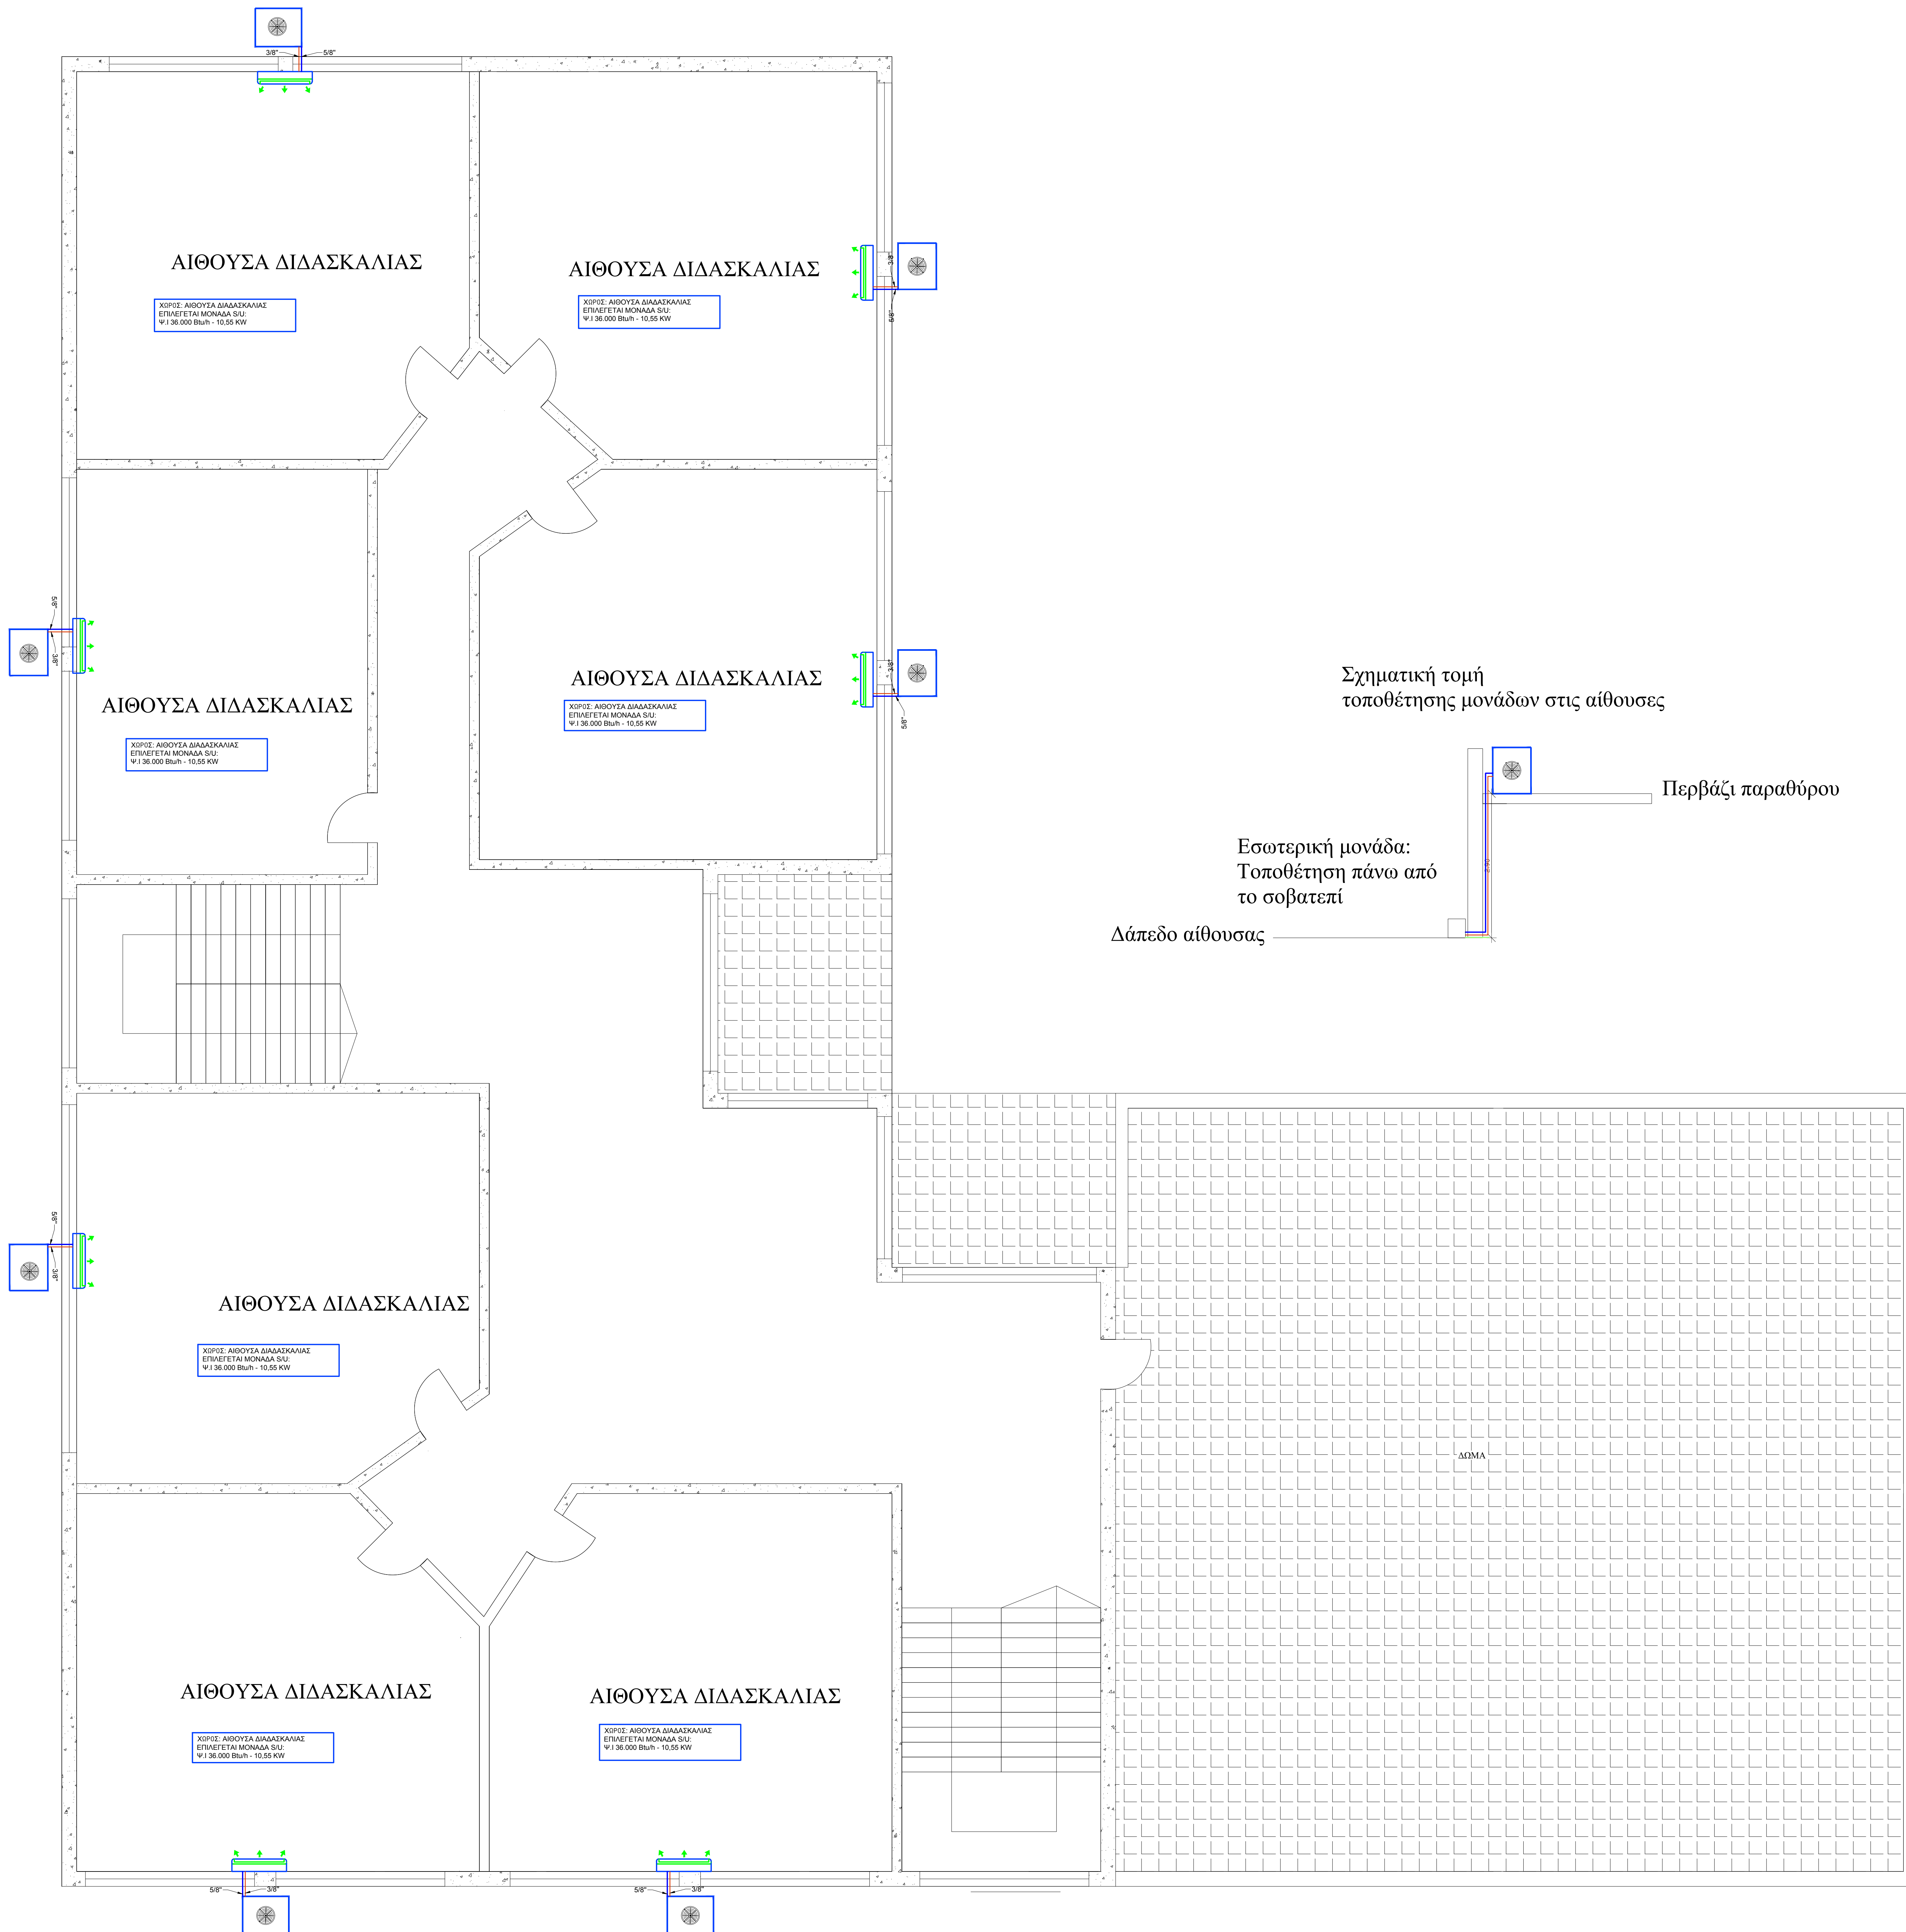 3/8"
5/8"
ΑΙΘΟΥΣΑ ΔΙΔΑΣΚΑΛΙΑΣ
ΧΩΡΟΣ: ΑΙΘΟΥΣΑ ΔΙΑΔΑΣΚΑΛΙΑΣ
ΕΠΙΛΕΓΕΤΑΙ ΜΟΝΑΔΑ S/U:
Ψ.Ι 36.000 Btu/h - 10,55 KW
ΑΙΘΟΥΣΑ ΔΙΔΑΣΚΑΛΙΑΣ
ΧΩΡΟΣ: ΑΙΘΟΥΣΑ ΔΙΑΔΑΣΚΑΛΙΑΣ
ΕΠΙΛΕΓΕΤΑΙ ΜΟΝΑΔΑ S/U:
Ψ.Ι 36.000 Btu/h - 10,55 KW
3/8"
5/8"
5/8"
3/8"
ΑΙΘΟΥΣΑ ΔΙΔΑΣΚΑΛΙΑΣ
ΧΩΡΟΣ: ΑΙΘΟΥΣΑ ΔΙΑΔΑΣΚΑΛΙΑΣ
ΕΠΙΛΕΓΕΤΑΙ ΜΟΝΑΔΑ S/U:
Ψ.Ι 36.000 Btu/h - 10,55 KW
ΑΙΘΟΥΣΑ ΔΙΔΑΣΚΑΛΙΑΣ
ΧΩΡΟΣ: ΑΙΘΟΥΣΑ ΔΙΑΔΑΣΚΑΛΙΑΣ
ΕΠΙΛΕΓΕΤΑΙ ΜΟΝΑΔΑ S/U:
Ψ.Ι 36.000 Btu/h - 10,55 KW
3/8"
5/8"
Σχηματική τομή
τοποθέτησης μονάδων στις αίθουσες
Περβάζι παραθύρου
Εσωτερική μονάδα:
Τοποθέτηση πάνω από
το σοβατεπί
Δάπεδο αίθουσας
5/8"
3/8"
ΑΙΘΟΥΣΑ ΔΙΔΑΣΚΑΛΙΑΣ
ΧΩΡΟΣ: ΑΙΘΟΥΣΑ ΔΙΑΔΑΣΚΑΛΙΑΣ
ΕΠΙΛΕΓΕΤΑΙ ΜΟΝΑΔΑ S/U:
Ψ.Ι 36.000 Btu/h - 10,55 KW
ΔΩΜΑ
ΑΙΘΟΥΣΑ ΔΙΔΑΣΚΑΛΙΑΣ
ΧΩΡΟΣ: ΑΙΘΟΥΣΑ ΔΙΑΔΑΣΚΑΛΙΑΣ
ΕΠΙΛΕΓΕΤΑΙ ΜΟΝΑΔΑ S/U:
Ψ.Ι 36.000 Btu/h - 10,55 KW
5/8"
3/8"
ΑΙΘΟΥΣΑ ΔΙΔΑΣΚΑΛΙΑΣ
ΧΩΡΟΣ: ΑΙΘΟΥΣΑ ΔΙΑΔΑΣΚΑΛΙΑΣ
ΕΠΙΛΕΓΕΤΑΙ ΜΟΝΑΔΑ S/U:
Ψ.Ι 36.000 Btu/h - 10,55 KW
5/8"
3/8"